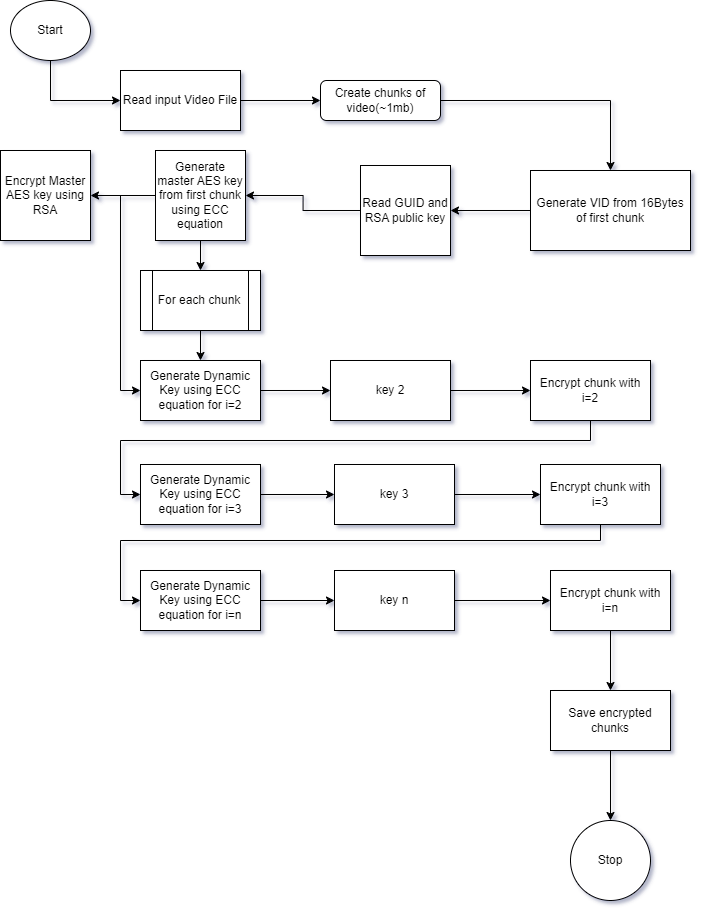 Start
Read input Video File
Create chunks of
video(~1mb)
Generate VID from 16Bytes
of first chunk
Read GUID and
RSA public key
Generate
master AES key
from first chunk
using ECC
equation
Encrypt Master
AES key using
RSA
For each chunk
Generate Dynamic
Key using ECC
equation for i=2
key 2
Encrypt chunk with
i=2
Generate Dynamic
Key using ECC
equation for i=3
key 3
Encrypt chunk with
i=3
Generate Dynamic
Key using ECC
equation for i=n
key n
Encrypt chunk with
i=n
Save encrypted
chunks
Stop